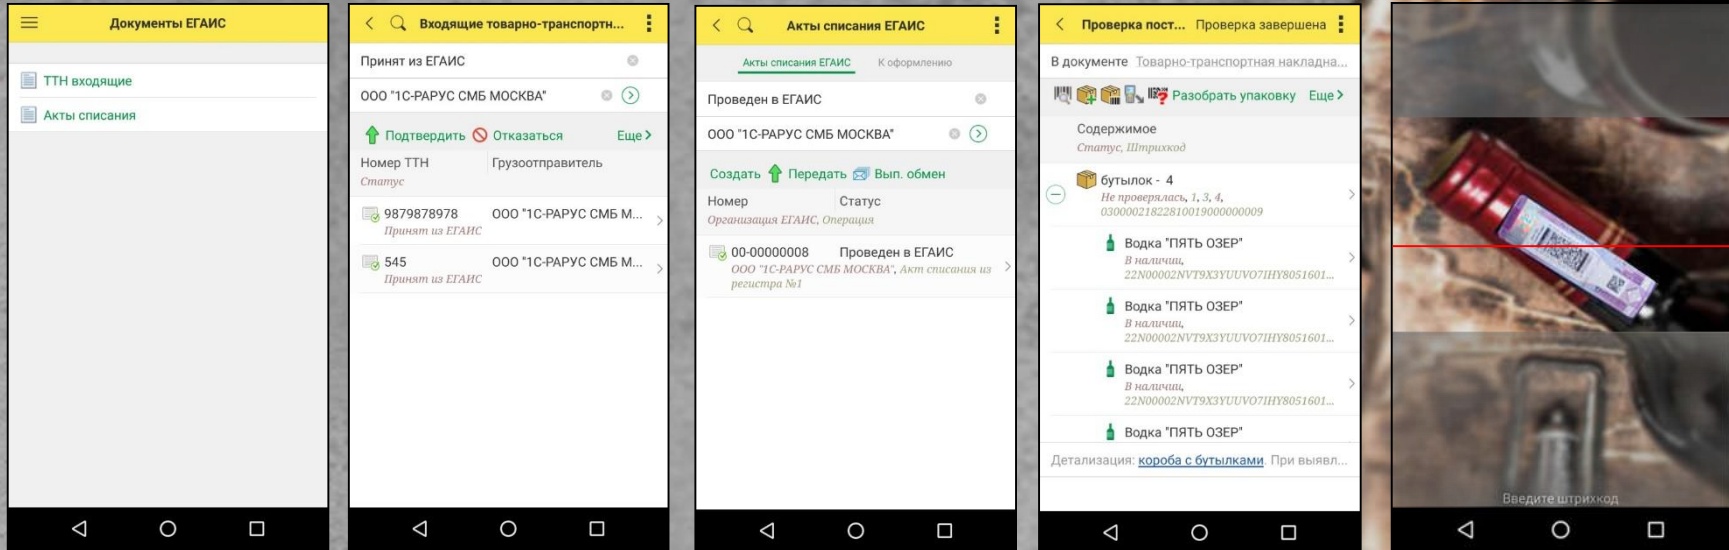 Документы ЕГАИС
ТТН входящие
Акты списания
Входящие товарно-транспортн...
Принят из ЕГАИС
ООО "1С-РАРУС СМБ МОСКВА"
Подтвердить Отказаться Еще >
Номер ТТН Грузоотправитель
Статус
9879878978 ООО "1С-РАРУС СМБ М...
Принят из ЕГАИС
545 ООО "1С-РАРУС СМБ М...
Принят из ЕГАИС
Акты списания ЕГАИС
Акты списания ЕГАИС К оформлению
Проведен в ЕГАИС
ООО "1С-РАРУС СМБ МОСКВА"
Создать Передать Вып. обмен
Номер Статус
Организация ЕГАИС, Операция
00-00000008 Проведен в ЕГАИС
ООО "1С-РАРУС СМБ МОСКВА", Акт списания из
регистра №1
Проверка пост... Проверка завершена
В документе Товарно-транспортная накладна...
Разобрать упаковку Еще >
Содержимое
Статус, Штрихкод
бутылок - 4
Не проверялась, 1, 3, 4,
03000021822810019000000009
Водка "ПЯТЬ ОЗЕР"
В наличии,
22N00002NVT9X3YUUVO7IHY8051601...
Водка "ПЯТЬ ОЗЕР"
В наличии,
22N00002NVT9X3YUUVO7IHY8051601...
Водка "ПЯТЬ ОЗЕР"
В наличии,
22N00002NVT9X3YUUVO7IHY8051601...
Водка "ПЯТЬ ОЗЕР"
Детализация: короба с бутылками. При выявл...
Введите штрихкод